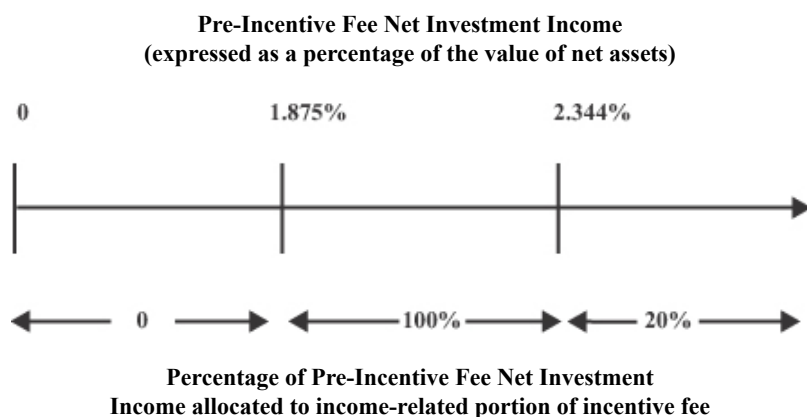 Pre-Incentive Fee Net Investment Income
(expressed as a percentage of the value of net assets)
0 1.875% 2.344%
0 100% 20%
Percentage of Pre-Incentive Fee Net Investment
Income allocated to income-related portion of incentive fee